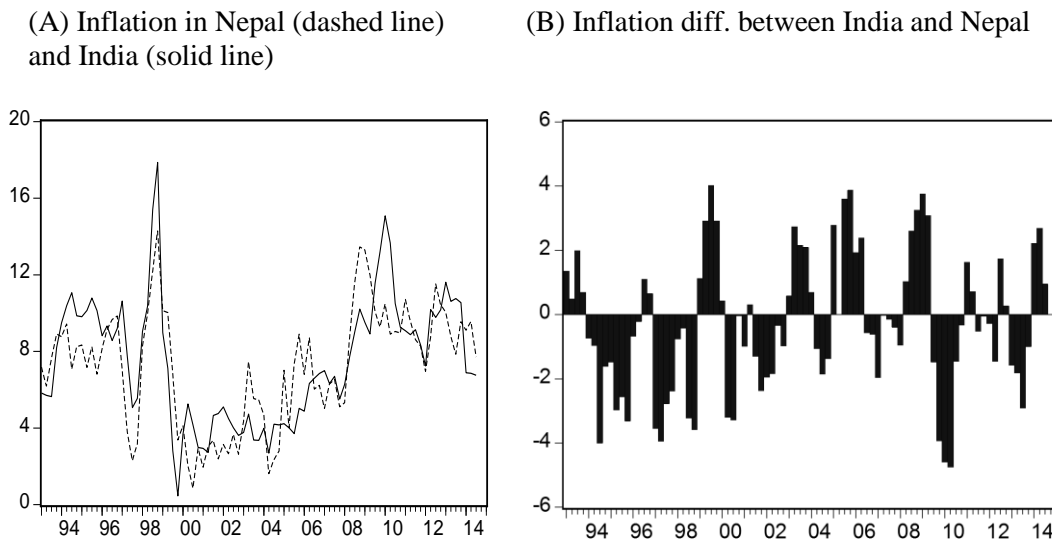 (A) Inflation in Nepal (dashed line)
and India (solid line)
(B) Inflation diff. between India and Nepal
20
16
12
8
4
0
94 96 98 00 02 04 06 08 10 12 14
6
4
2
0
-2
-4
-6
94 96 98 00 02 04 06 08 10 12 14